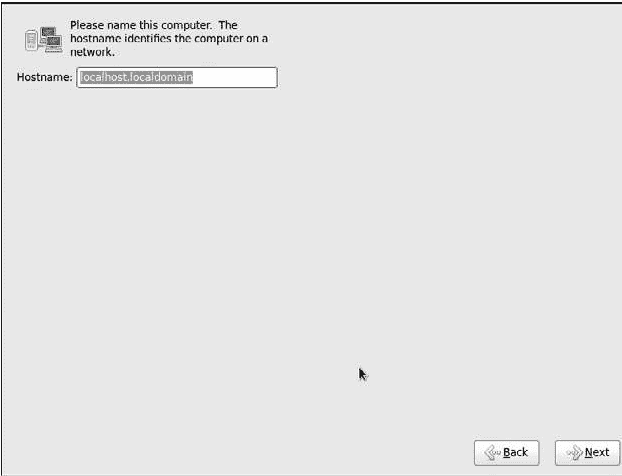 Please name this computer.  The
hostname identifies the computer on a
network.
Hostname: localhost.localdomain
Back Next